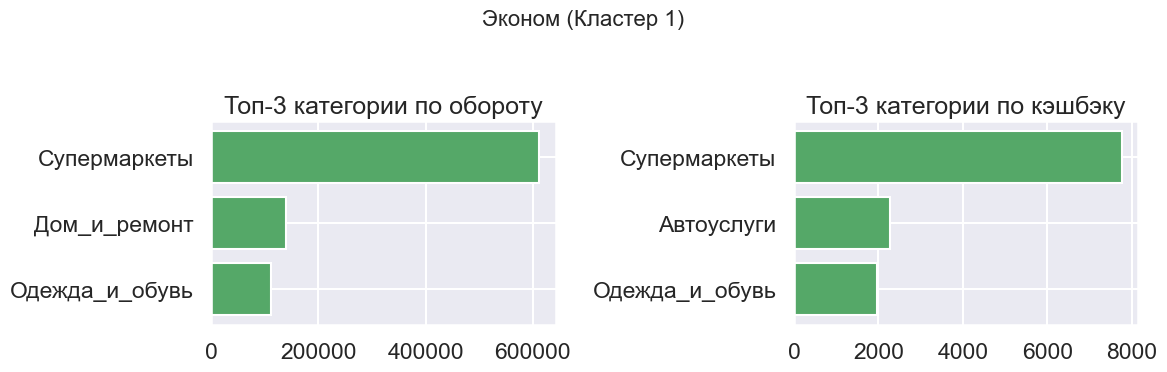 Эконом (Кластер 1)
Топ-3 категории по обороту
Супермаркеты
Дом_и_ремонт
Одежда_и_обувь
0 200000 400000 600000
Топ-3 категории по кэшбэку
Супермаркеты
Автоуслуги
Одежда_и_обувь
0 2000 4000 6000 8000